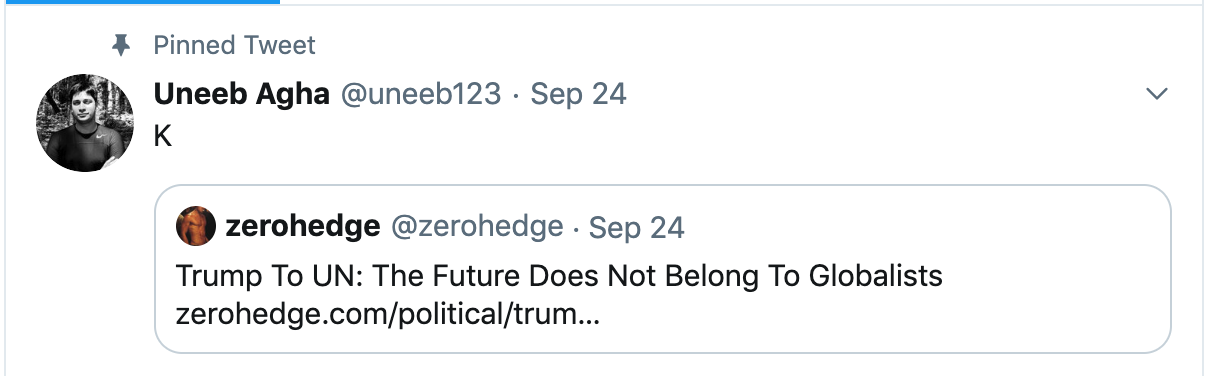 Pinned Tweet
Uneeb Agha @uneeb123 · Sep 24
K
zerohedge @zerohedge · Sep 24
Trump To UN: The Future Does Not Belong To Globalists
zerohedge.com/political/trum...